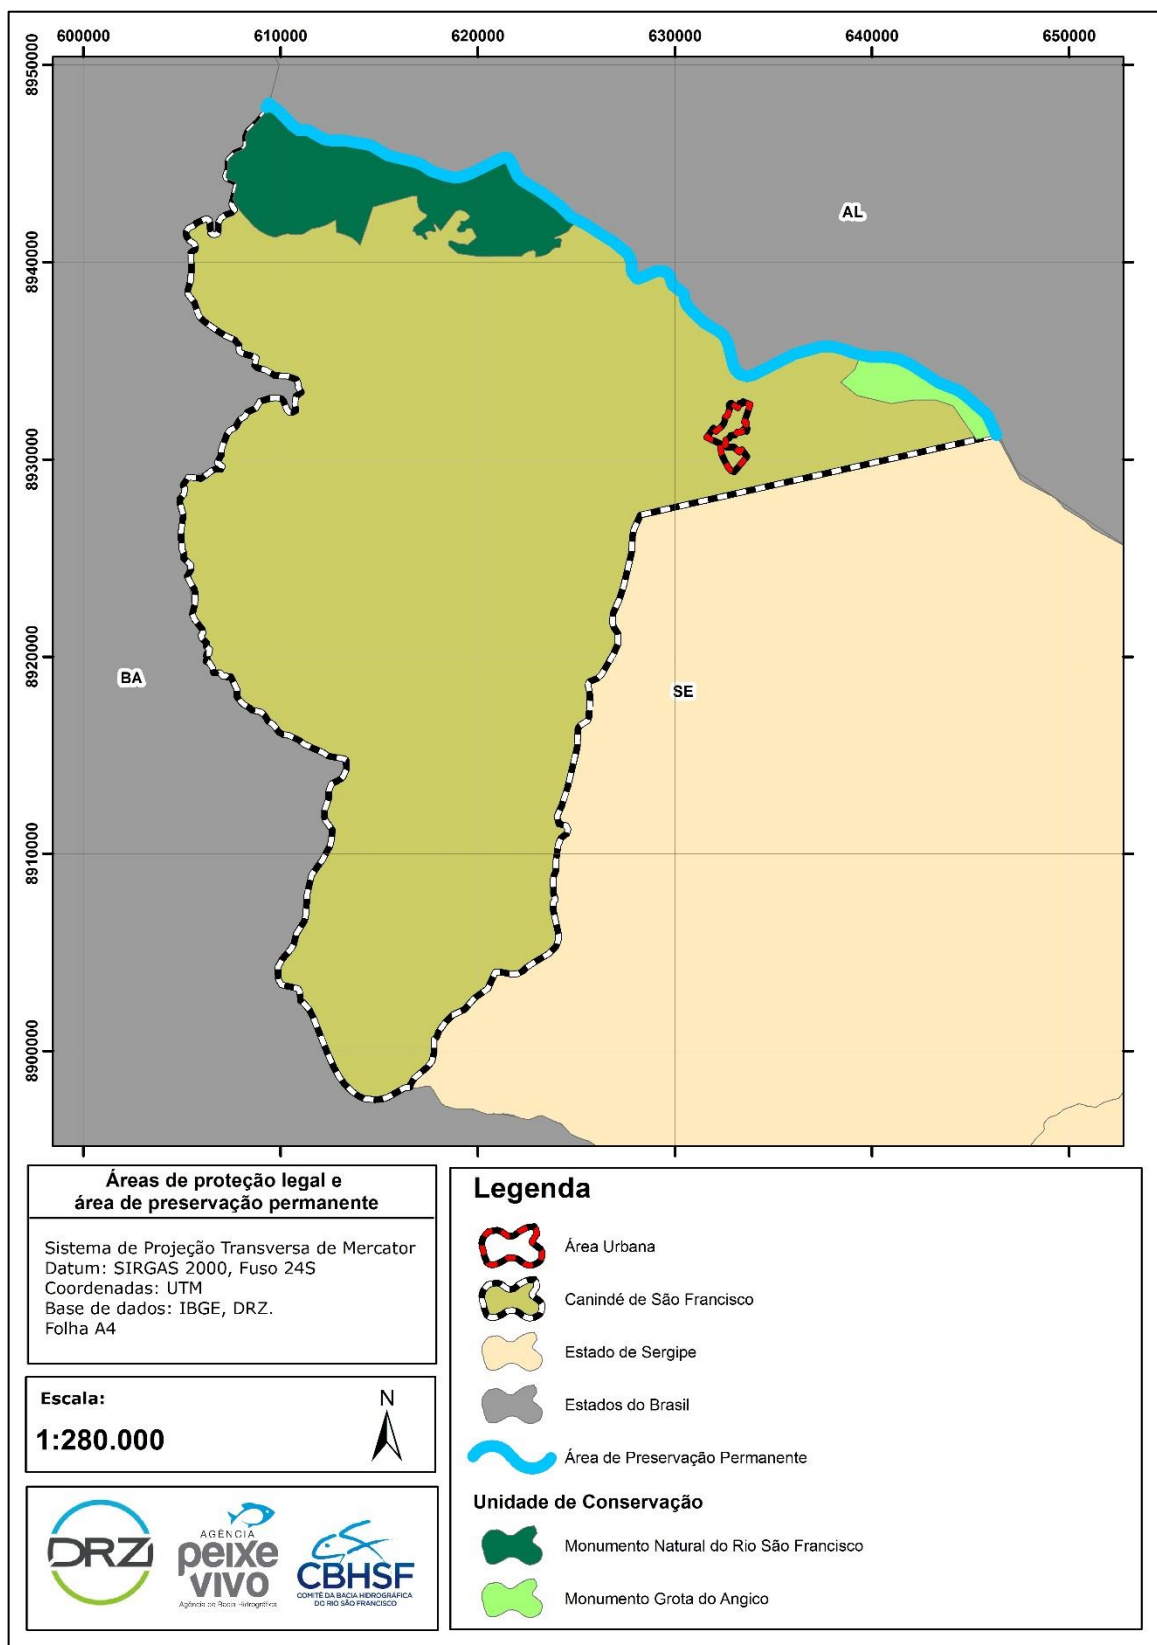 600000 610000 620000 630000 640000 650000
8950000
8940000
8930000
8920000
8910000
8900000
AL
BA
SE
Áreas de proteção legal e
área de preservação permanente
Sistema de Projeção Transversa de Mercator
Datum: SIRGAS 2000, Fuso 24S
Coordenadas: UTM
Base de dados: IBGE, DRZ.
Folha A4
Escala:
1:280.000
N
DRZ
AGÊNCIA
peixe
vivo
Agência de Bacia Hidrográfica
CBHSF
COMITÊ DA BACIA HIDROGRÁFICA
DO RIO SÃO FRANCISCO
Legenda
Área Urbana
Canindé de São Francisco
Estado de Sergipe
Estados do Brasil
Área de Preservação Permanente
Unidade de Conservação
Monumento Natural do Rio São Francisco
Monumento Grota do Angico